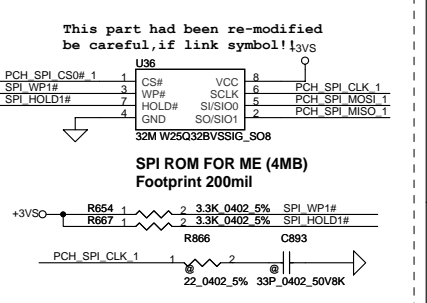 This part had been re-modified
be careful,if link symbol!!
+3VS
U36
PCH_SPI_CS0#_1 1 CS# VCC 8
SPI_WP1# 3 WP# SCLK 6 PCH_SPI_CLK_1
SPI_HOLD1# 7 HOLD# SI/SIO0 5 PCH_SPI_MOSI_1
4 GND SO/SIO1 2 PCH_SPI_MISO_1
32M W25Q32BVSSIG_SO8
SPI ROM FOR ME (4MB)
Footprint 200mil
+3VS
R654 1 2 3.3K_0402_5% SPI_WP1#
R667 1 2 3.3K_0402_5% SPI_HOLD1#
R866 C893
PCH_SPI_CLK_1 1 2
@ @
22_0402_5% 33P_0402_50V8K